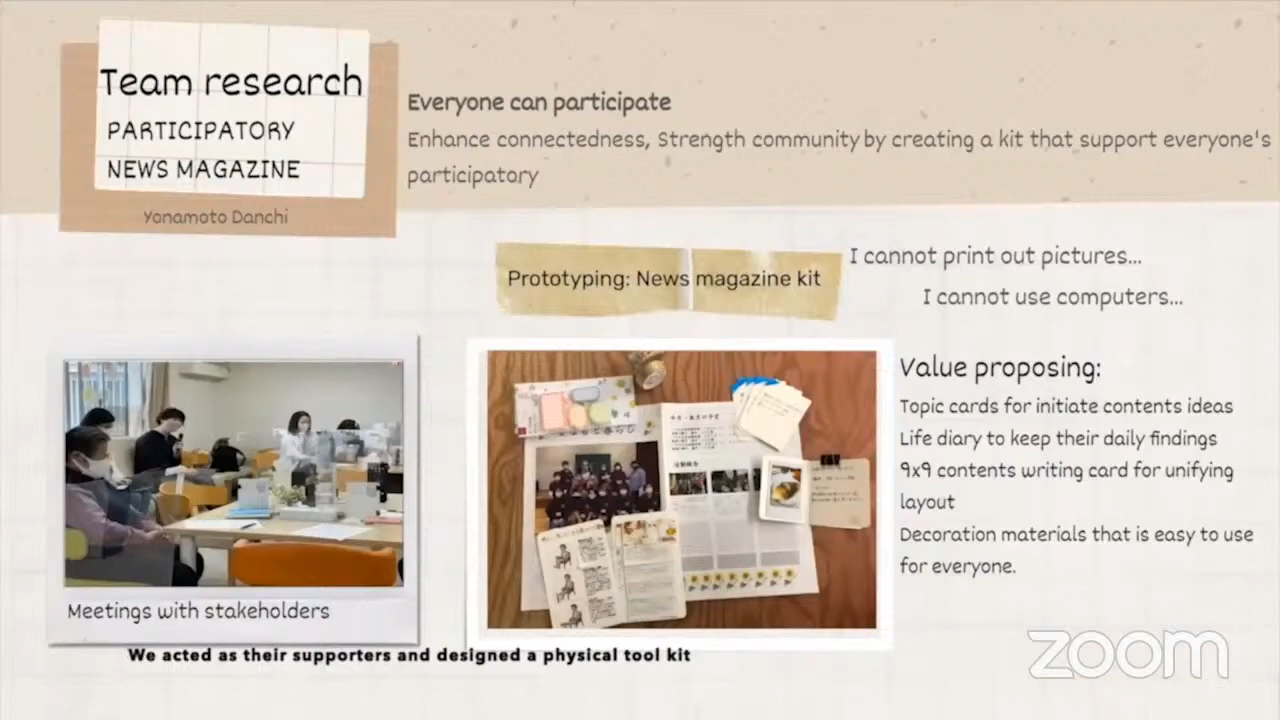 Team research
PARTICIPATORY
NEWS MAGAZINE
Yonamoto Danchi
Everyone can participate
Enhance connectedness, Strength community by creating a kit that support everyone's
participatory
Prototyping: News magazine kit
I cannot print out pictures...
I cannot use computers...
Value proposing:
Topic cards for initiate contents ideas
Life diary to keep their daily findings
9x9 contents writing card for unifying
layout
Decoration materials that is easy to use
for everyone.
Meetings with stakeholders
We acted as their supporters and designed a physical tool kit
zoom